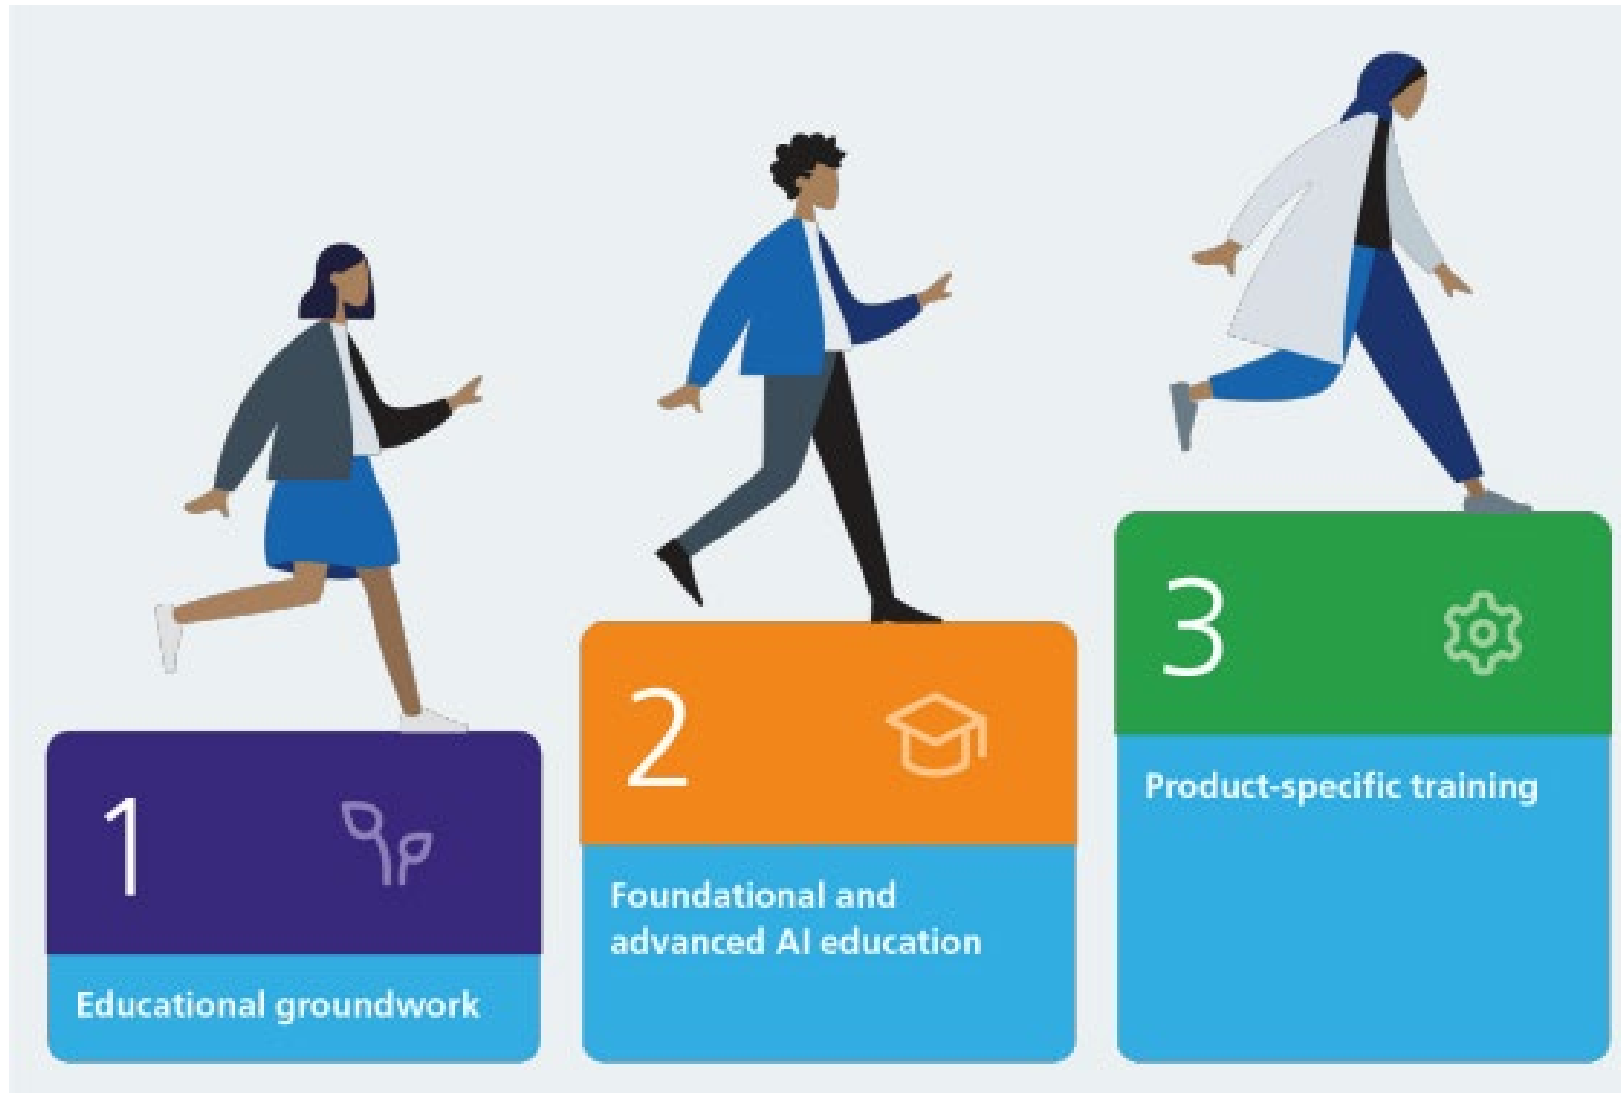 1
Educational groundwork
2
Foundational and
advanced AI education
3
Product-specific training